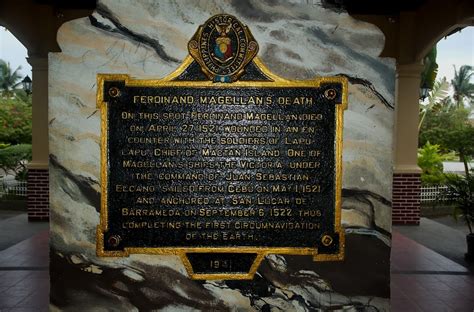 FERDINAND MAGELLAN'S DEATH
ON THIS SPOT FERDINAND MAGELLAN DIED
ON APRIL 27, 1521, WOUNDED IN AN EN-
COUNTER WITH THE SOLDIERS OF LAPU-
LAPU, CHIEF OF MACTAN ISLAND. ONE OF
MAGELLAN'S SHIPS, THE VICTORIA, UNDER
THE COMMAND OF JUAN SEBASTIAN
ELCANO, SAILED FROM CEBU ON MAY 1, 1521,
AND ANCHORED AT SAN LUCAR DE
BARRAMEDA ON SEPTEMBER 6, 1522, THUS
COMPLETING THE FIRST CIRCUMNAVIGATION
OF THE EARTH.